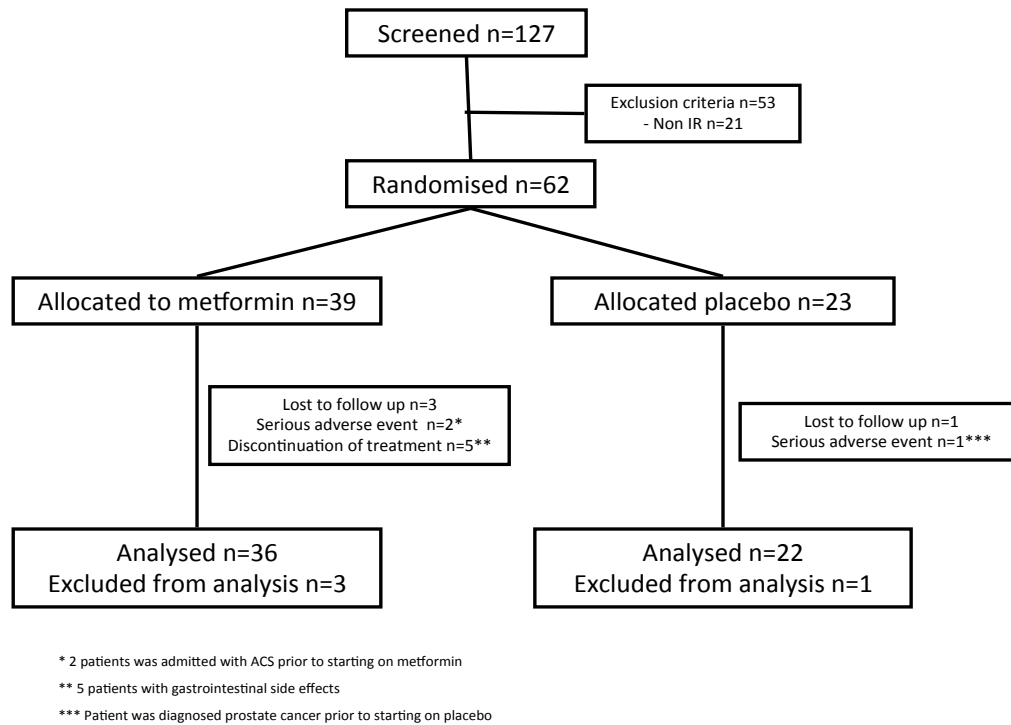 Screened n=127
Exclusion criteria n=53
- Non IR n=21
Randomised n=62
Allocated to metformin n=39
Allocated placebo n=23
Lost to follow up n=3
Serious adverse event n=2*
Discontinuation of treatment n=5**
Lost to follow up n=1
Serious adverse event n=1***
Analysed n=36
Excluded from analysis n=3
Analysed n=22
Excluded from analysis n=1
* 2 patients was admitted with ACS prior to starting on metformin
** 5 patients with gastrointestinal side effects
*** Patient was diagnosed prostate cancer prior to starting on placebo